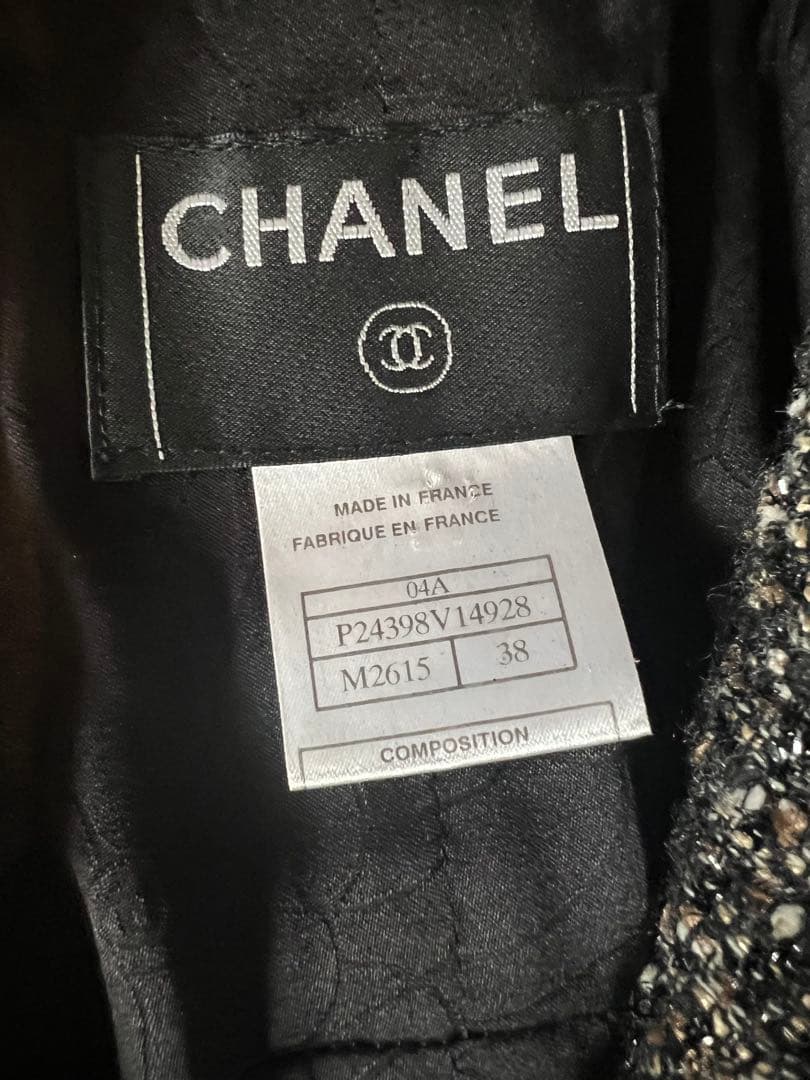 CHANEL
MADE IN FRANCE
FABRIQUE EN FRANCE
04A
P24398V14928
M2615 38
COMPOSITION